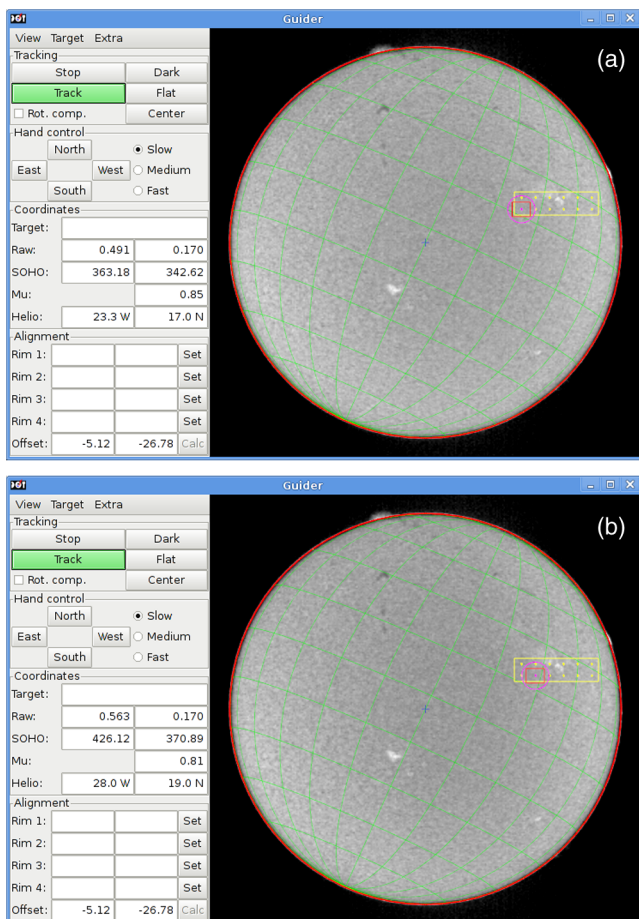 DOT Guider
View Target Extra
(a)
Tracking
Stop Dark
Track Flat
Rot. comp. Center
Hand control
North Slow
East West Medium
South Fast
Coordinates
Target:
Raw: 0.491 0.170
SOHO: 363.18 342.62
Mu: 0.85
Helio: 23.3 W 17.0 N
Alignment
Rim 1: Set
Rim 2: Set
Rim 3: Set
Rim 4: Set
Offset: -5.12 -26.78 Calc
DOT Guider
View Target Extra
(b)
Tracking
Stop Dark
Track Flat
Rot. comp. Center
Hand control
North Slow
East West Medium
South Fast
Coordinates
Target:
Raw: 0.563 0.170
SOHO: 426.12 370.89
Mu: 0.81
Helio: 28.0 W 19.0 N
Alignment
Rim 1: Set
Rim 2: Set
Rim 3: Set
Rim 4: Set
Offset: -5.12 -26.78 Calc